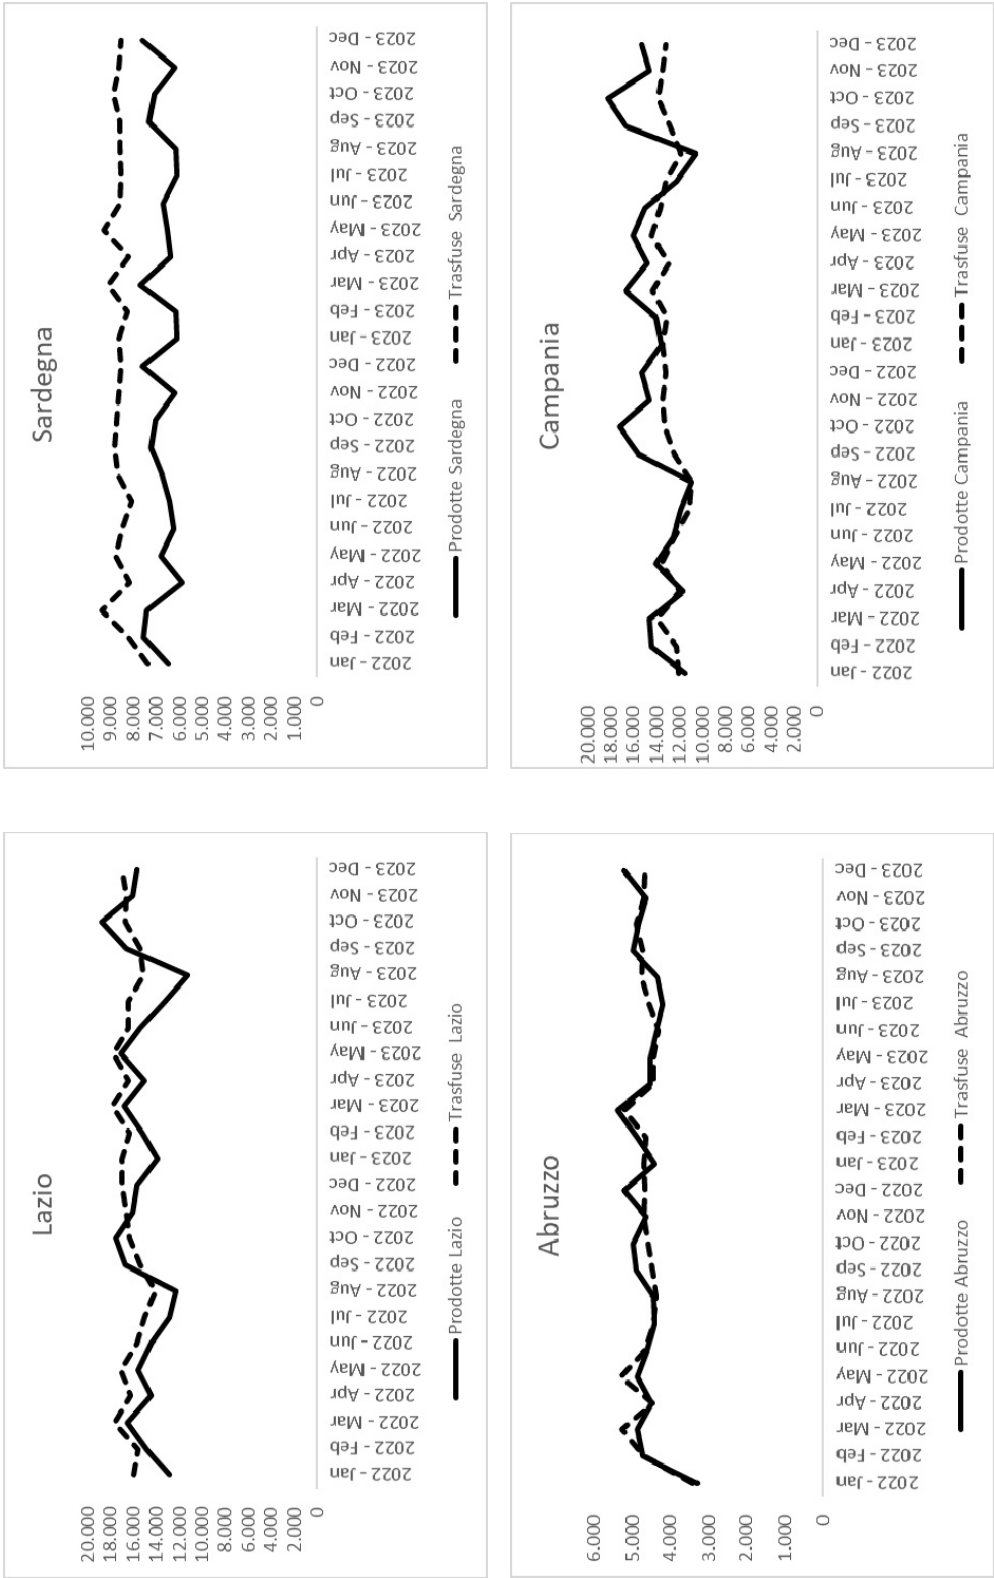 Lazio
20.000
18.000
16.000
14.000
12.000
10.000
8.000
6.000
4.000
2.000
0
Jan - 2022
Feb - 2022
Mar - 2022
Apr - 2022
May - 2022
Jun - 2022
Jul - 2022
Aug - 2022
Sep - 2022
Oct - 2022
Nov - 2022
Dec - 2022
Jan - 2023
Feb - 2023
Mar - 2023
Apr - 2023
May - 2023
Jun - 2023
Jul - 2023
Aug - 2023
Sep - 2023
Oct - 2023
Nov - 2023
Dec - 2023
Prodotte Lazio Trasfuse Lazio
Sardegna
10.000
9.000
8.000
7.000
6.000
5.000
4.000
3.000
2.000
1.000
0
Jan - 2022
Feb - 2022
Mar - 2022
Apr - 2022
May - 2022
Jun - 2022
Jul - 2022
Aug - 2022
Sep - 2022
Oct - 2022
Nov - 2022
Dec - 2022
Jan - 2023
Feb - 2023
Mar - 2023
Apr - 2023
May - 2023
Jun - 2023
Jul - 2023
Aug - 2023
Sep - 2023
Oct - 2023
Nov - 2023
Dec - 2023
Prodotte Sardegna Trasfuse Sardegna
Abruzzo
6.000
5.000
4.000
3.000
2.000
1.000
0
Jan - 2022
Feb - 2022
Mar - 2022
Apr - 2022
May - 2022
Jun - 2022
Jul - 2022
Aug - 2022
Sep - 2022
Oct - 2022
Nov - 2022
Dec - 2022
Jan - 2023
Feb - 2023
Mar - 2023
Apr - 2023
May - 2023
Jun - 2023
Jul - 2023
Aug - 2023
Sep - 2023
Oct - 2023
Nov - 2023
Dec - 2023
Prodotte Abruzzo Trasfuse Abruzzo
Campania
20.000
18.000
16.000
14.000
12.000
10.000
8.000
6.000
4.000
2.000
0
Jan - 2022
Feb - 2022
Mar - 2022
Apr - 2022
May - 2022
Jun - 2022
Jul - 2022
Aug - 2022
Sep - 2022
Oct - 2022
Nov - 2022
Dec - 2022
Jan - 2023
Feb - 2023
Mar - 2023
Apr - 2023
May - 2023
Jun - 2023
Jul - 2023
Aug - 2023
Sep - 2023
Oct - 2023
Nov - 2023
Dec - 2023
Prodotte Campania Trasfuse Campania